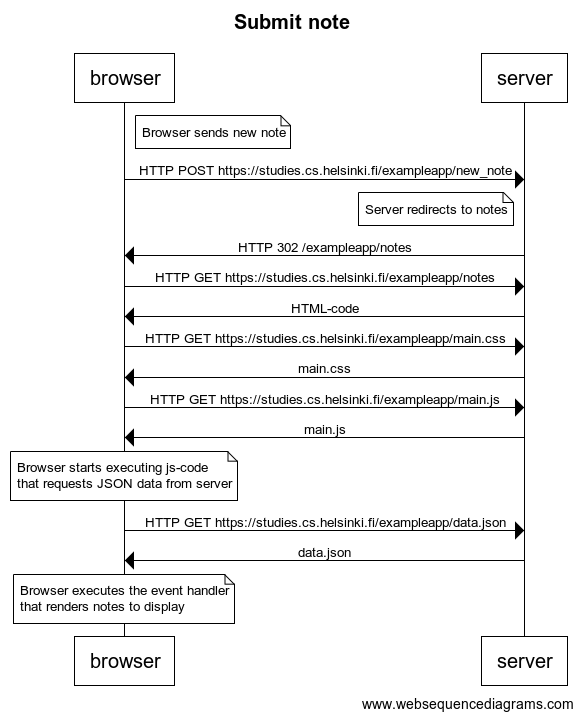 Submit note
browser
server
Browser sends new note
HTTP POST https://studies.cs.helsinki.fi/exampleapp/new_note
Server redirects to notes
HTTP 302 /exampleapp/notes
HTTP GET https://studies.cs.helsinki.fi/exampleapp/notes
HTML-code
HTTP GET https://studies.cs.helsinki.fi/exampleapp/main.css
main.css
HTTP GET https://studies.cs.helsinki.fi/exampleapp/main.js
main.js
Browser starts executing js-code
that requests JSON data from server
HTTP GET https://studies.cs.helsinki.fi/exampleapp/data.json
data.json
Browser executes the event handler
that renders notes to display
browser
server
www.websequencediagrams.com